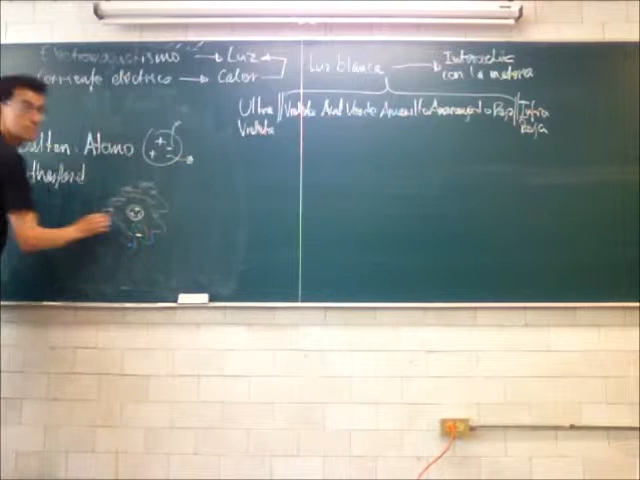 Electromagnetismo → Luz
Corriente eléctrica → Calor
Luz blanca → Interacción
con la materia
Ultra Violeta Azul Verde Amarillo Anaranjado Rojo Infra
Violeta Roja
Dalton. Atomo
Rutherford